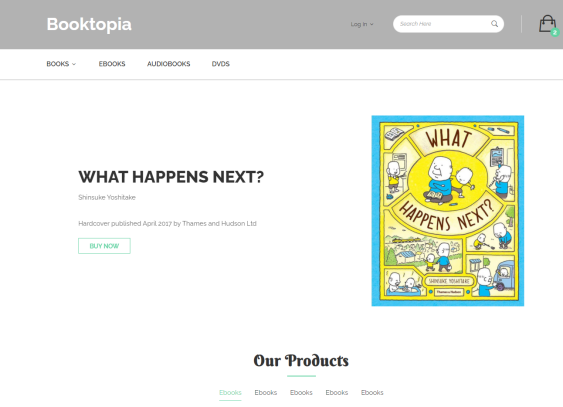 Booktopia
Log In
Search Here
2
BOOKS
EBOOKS
AUDIOBOOKS
DVDS
WHAT HAPPENS NEXT?
Shinsuke Yoshitake
Hardcover published April 2017 by Thames and Hudson Ltd
BUY NOW
WHAT
HAPPENS NEXT?
SHINSUKE YOSHITAKE
Thames & Hudson
Our Products
Ebooks Ebooks Ebooks Ebooks Ebooks